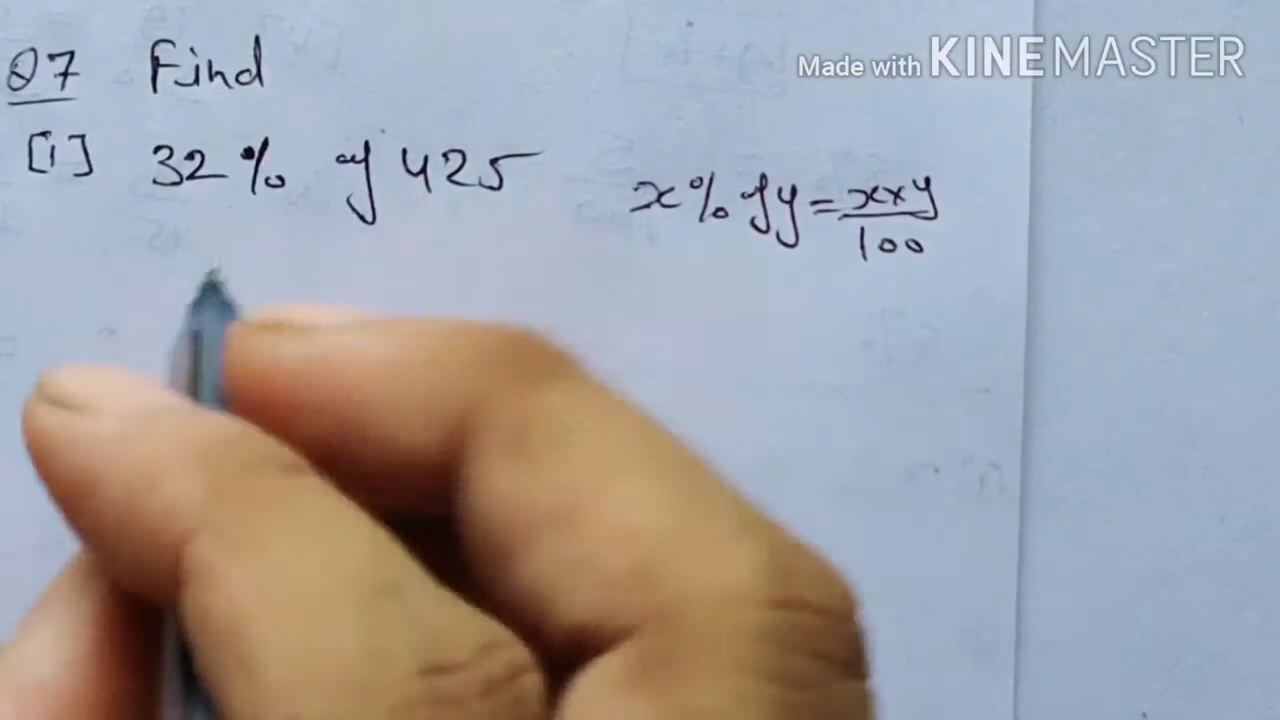 Made with KINEMASTER
Q7 Find
[i] 32% of 425
x% of y = x×y
100